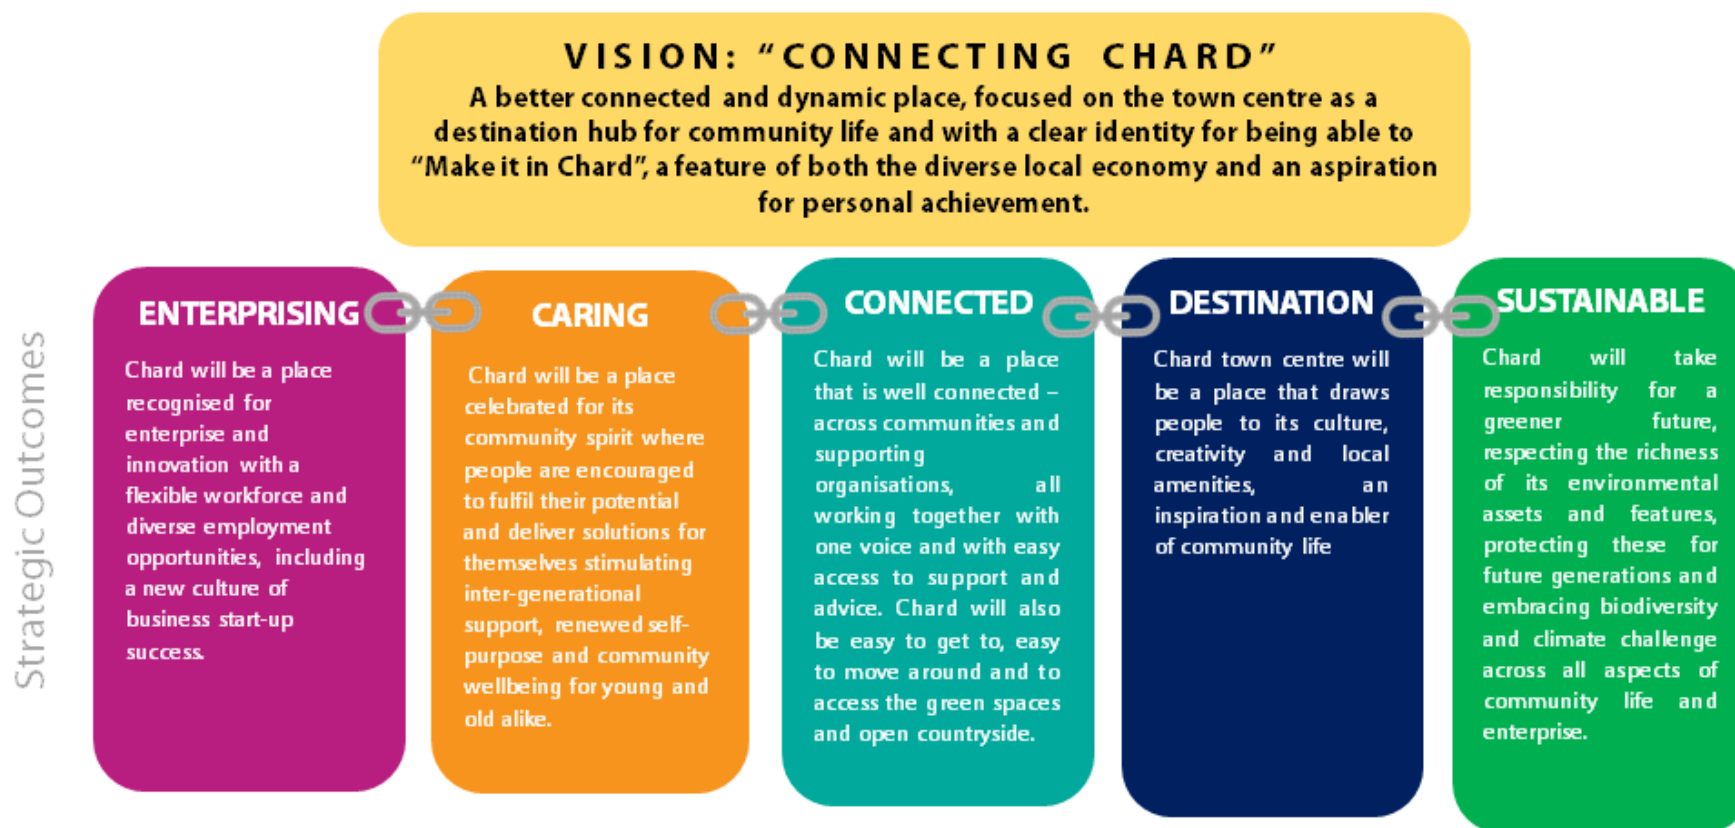 VISION: “CONNECTING CHARD”
A better connected and dynamic place, focused on the town centre as a
destination hub for community life and with a clear identity for being able to
“Make it in Chard”, a feature of both the diverse local economy and an aspiration
for personal achievement.
Strategic Outcomes
ENTERPRISING
Chard will be a place
recognised for
enterprise and
innovation with a
flexible workforce and
diverse employment
opportunities, including
a new culture of
business start-up
success.
CARING
Chard will be a place
celebrated for its
community spirit where
people are encouraged
to fulfil their potential
and deliver solutions for
themselves stimulating
inter-generational
support, renewed self-
purpose and community
wellbeing for young and
old alike.
CONNECTED
Chard will be a place
that is well connected –
across communities and
supporting
organisations, all
working together with
one voice and with easy
access to support and
advice. Chard will also
be easy to get to, easy
to move around and to
access the green spaces
and open countryside.
DESTINATION
Chard town centre will
be a place that draws
people to its culture,
creativity and local
amenities, an
inspiration and enabler
of community life
SUSTAINABLE
Chard will take
responsibility for a
greener future,
respecting the richness
of its environmental
assets and features,
protecting these for
future generations and
embracing biodiversity
and climate challenge
across all aspects of
community life and
enterprise.